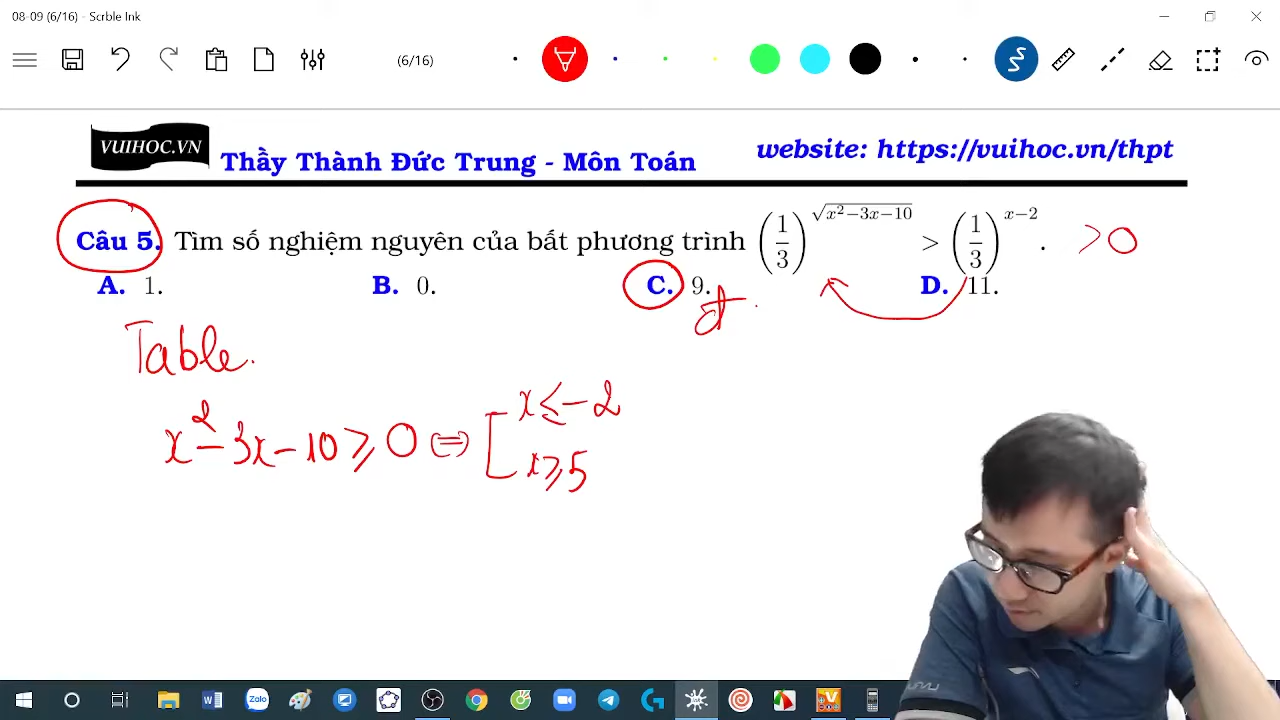 08-09 (6/16) - Scrble Ink
(6/16)
VUIHOC.VN
Thầy Thành Đức Trung - Môn Toán
website: https://vuihoc.vn/thpt
Câu 5. Tìm số nghiệm nguyên của bất phương trình (1/3)^√(x²−3x−10) > (1/3)^(x−2). >0
A. 1. B. 0. C. 9. D. 11.
đ
Table.
x²-3x-10≥0 ⇔ [ x≤-2
x≥5
Zalo